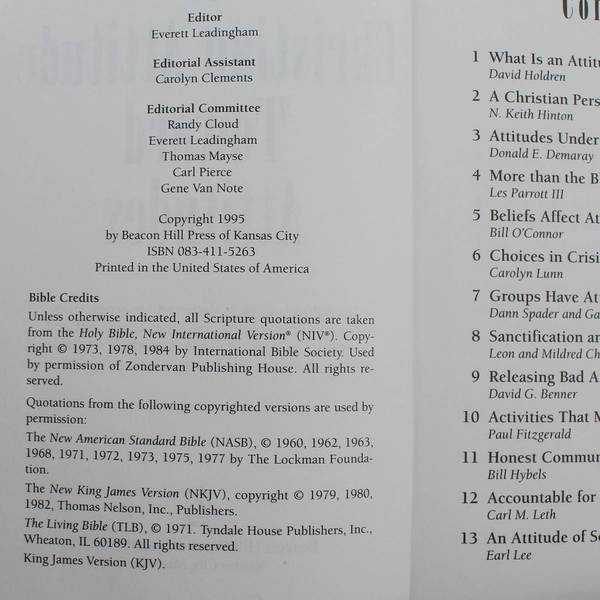 Editor
Everett Leadingham
Editorial Assistant
Carolyn Clements
Editorial Committee
Randy Cloud
Everett Leadingham
Thomas Mayse
Carl Pierce
Gene Van Note
Copyright 1995
by Beacon Hill Press of Kansas City
ISBN 083-411-5263
Printed in the United States of America
Bible Credits
Unless otherwise indicated, all Scripture quotations are taken
from the Holy Bible, New International Version® (NIV®). Copy-
right © 1973, 1978, 1984 by International Bible Society. Used
by permission of Zondervan Publishing House. All rights re-
served.
Quotations from the following copyrighted versions are used by
permission:
The New American Standard Bible (NASB), © 1960, 1962, 1963,
1968, 1971, 1972, 1973, 1975, 1977 by The Lockman Founda-
tion.
The New King James Version (NKJV), copyright © 1979, 1980,
1982, Thomas Nelson, Inc., Publishers.
The Living Bible (TLB), © 1971. Tyndale House Publishers, Inc.,
Wheaton, IL 60189. All rights reserved.
King James Version (KJV).
Con
1 What Is an Attitu
David Holdren
2 A Christian Pers
N. Keith Hinton
3 Attitudes Under
Donald E. Demaray
4 More than the B
Les Parrott III
5 Beliefs Affect At
Bill O'Connor
6 Choices in Crisi
Carolyn Lunn
7 Groups Have At
Dann Spader and Ga
8 Sanctification an
Leon and Mildred Ch
9 Releasing Bad A
David G. Benner
10 Activities That M
Paul Fitzgerald
11 Honest Commun
Bill Hybels
12 Accountable for
Carl M. Leth
13 An Attitude of Se
Earl Lee